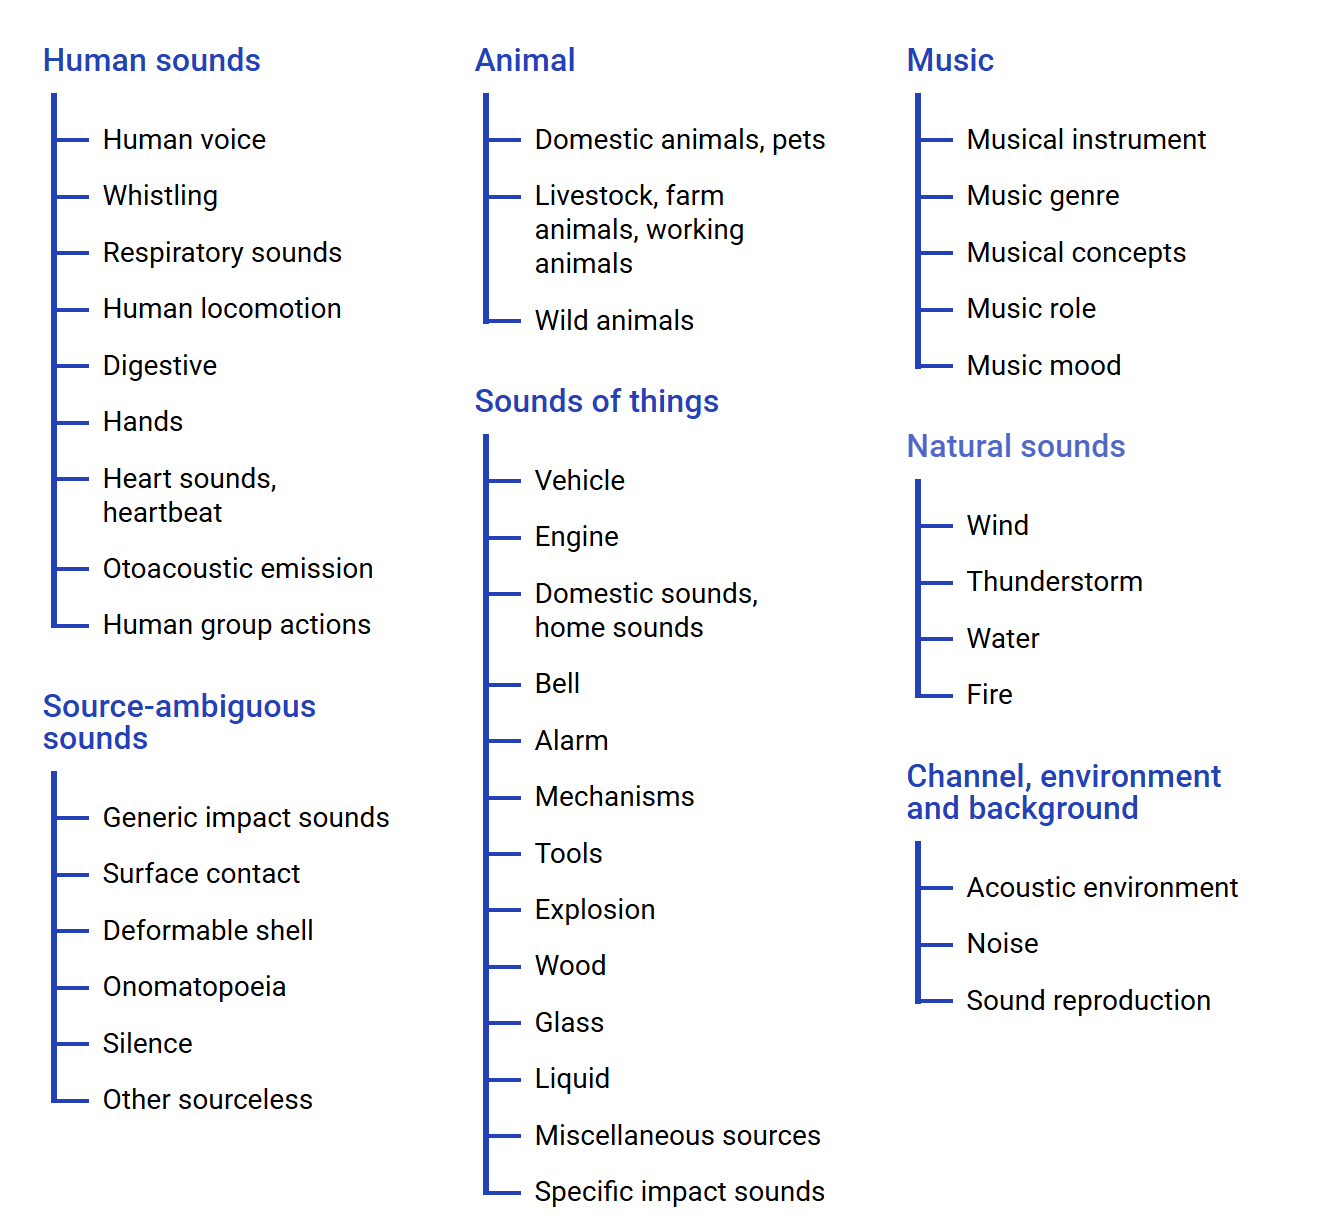 Human sounds
Human voice
Whistling
Respiratory sounds
Human locomotion
Digestive
Hands
Heart sounds,
heartbeat
Otoacoustic emission
Human group actions
Source-ambiguous
sounds
Generic impact sounds
Surface contact
Deformable shell
Onomatopoeia
Silence
Other sourceless
Animal
Domestic animals, pets
Livestock, farm
animals, working
animals
Wild animals
Sounds of things
Vehicle
Engine
Domestic sounds,
home sounds
Bell
Alarm
Mechanisms
Tools
Explosion
Wood
Glass
Liquid
Miscellaneous sources
Specific impact sounds
Music
Musical instrument
Music genre
Musical concepts
Music role
Music mood
Natural sounds
Wind
Thunderstorm
Water
Fire
Channel, environment
and background
Acoustic environment
Noise
Sound reproduction